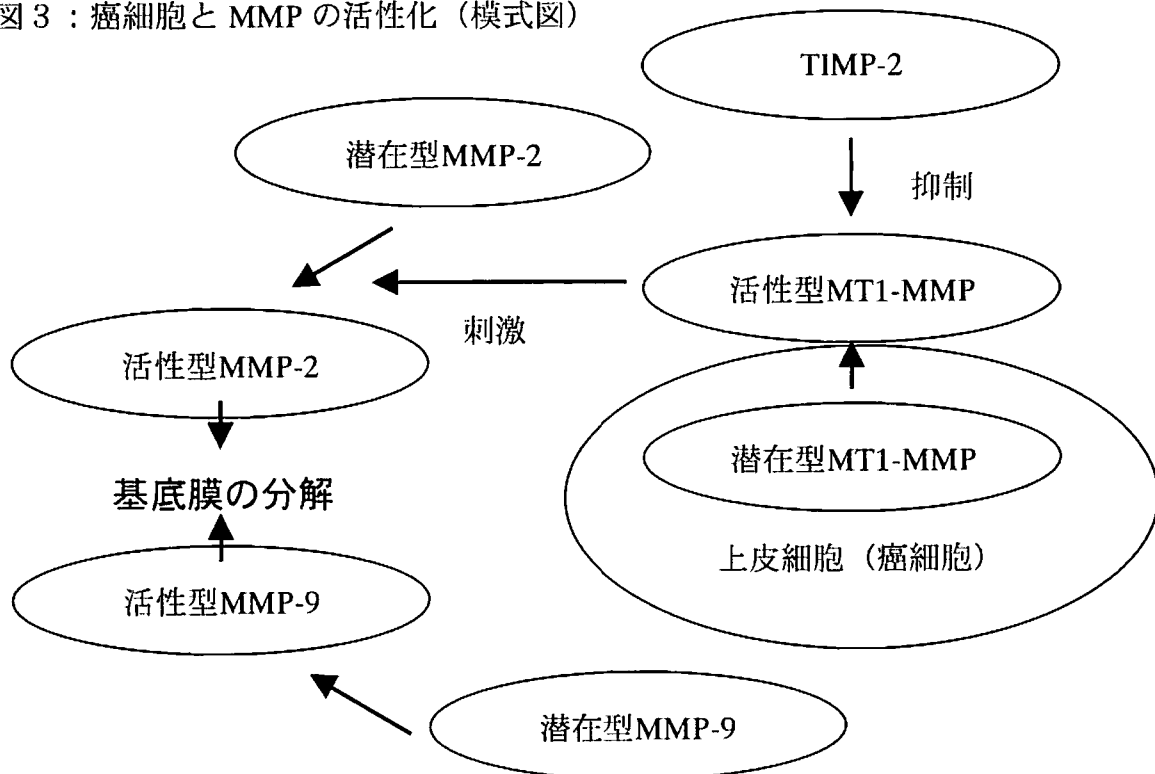 図3：癌細胞と MMP の活性化（模式図）
TIMP-2
潜在型MMP-2
抑制
活性型MT1-MMP
刺激
活性型MMP-2
潜在型MT1-MMP
基底膜の分解
上皮細胞（癌細胞）
活性型MMP-9
潜在型MMP-9